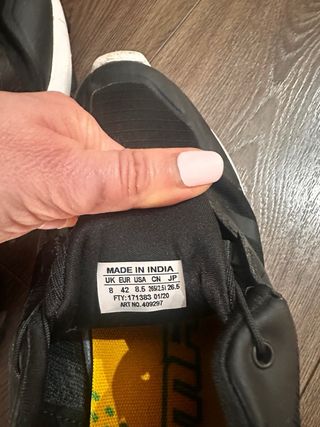 MADE IN INDIA
UK EUR USA CN JP
8 42 8.5 265(2.5) 26.5
FTY:171383 01/20
ART NO. 409297